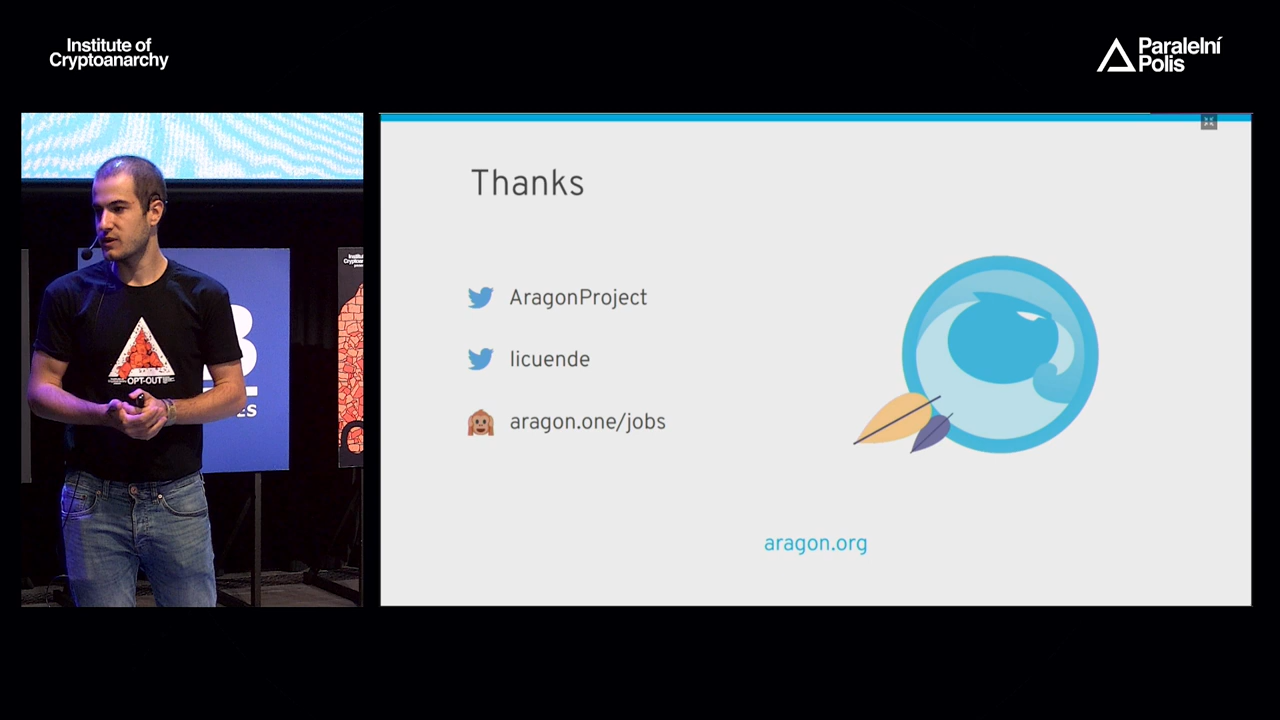 Institute of
Cryptoanarchy
Paralelní
Polis
OPT-OUT
Thanks
AragonProject
licuende
aragon.one/jobs
aragon.org